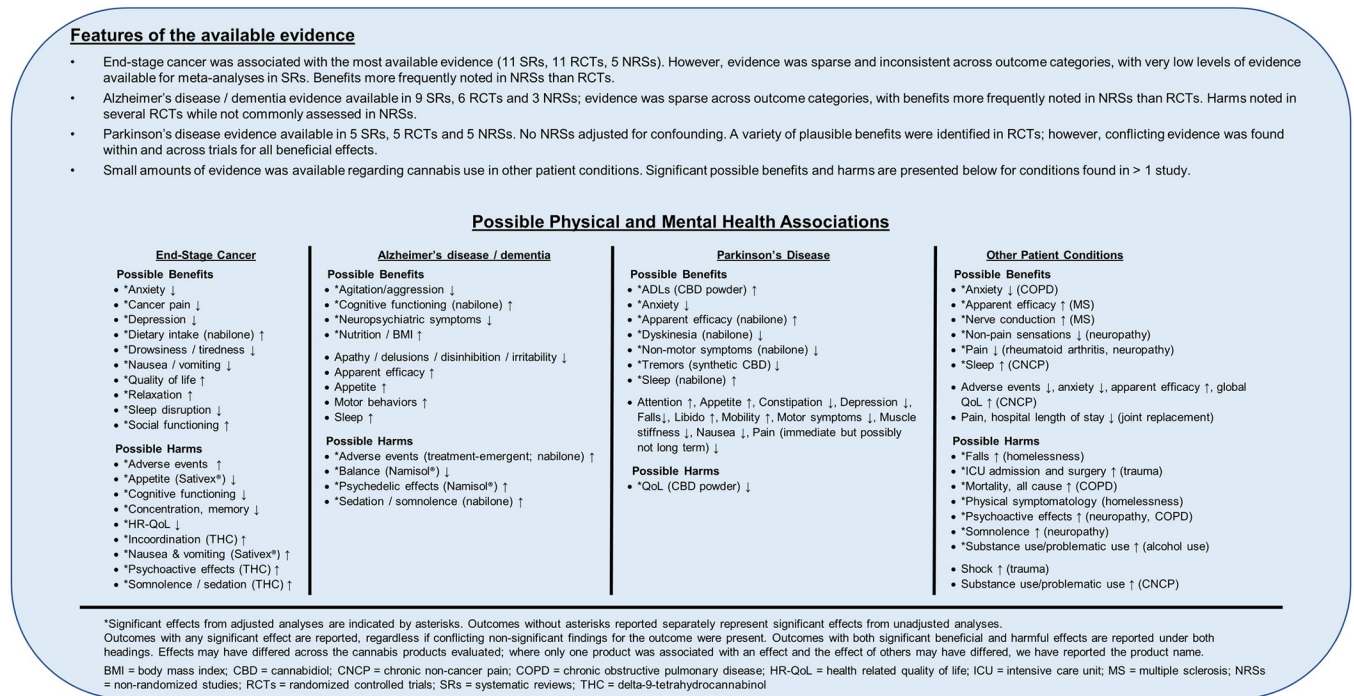 Features of the available evidence
• End-stage cancer was associated with the most available evidence (11 SRs, 11 RCTs, 5 NRSs). However, evidence was sparse and inconsistent across outcome categories, with very low levels of evidence
available for meta-analyses in SRs. Benefits more frequently noted in NRSs than RCTs.
• Alzheimer's disease / dementia evidence available in 9 SRs, 6 RCTs and 3 NRSs; evidence was sparse across outcome categories, with benefits more frequently noted in NRSs than RCTs. Harms noted in
several RCTs while not commonly assessed in NRSs.
• Parkinson's disease evidence available in 5 SRs, 5 RCTs and 5 NRSs. No NRSs adjusted for confounding. A variety of plausible benefits were identified in RCTs; however, conflicting evidence was found
within and across trials for all beneficial effects.
• Small amounts of evidence was available regarding cannabis use in other patient conditions. Significant possible benefits and harms are presented below for conditions found in > 1 study.
Possible Physical and Mental Health Associations
End-Stage Cancer
Possible Benefits
• *Anxiety ↓
• *Cancer pain ↓
• *Depression ↓
• *Dietary intake (nabilone) ↑
• *Drowsiness / tiredness ↓
• *Nausea / vomiting ↓
• *Quality of life ↑
• *Relaxation ↑
• *Sleep disruption ↓
• *Social functioning ↑
Possible Harms
• *Adverse events ↑
• *Appetite (Sativex®) ↓
• *Cognitive functioning ↓
• *Concentration, memory ↓
• *HR-QoL ↓
• *Incoordination (THC) ↑
• *Nausea & vomiting (Sativex®) ↑
• *Psychoactive effects (THC) ↑
• *Somnolence / sedation (THC) ↑
Alzheimer's disease / dementia
Possible Benefits
• *Agitation/aggression ↓
• *Cognitive functioning (nabilone) ↑
• *Neuropsychiatric symptoms ↓
• *Nutrition / BMI ↑
• Apathy / delusions / disinhibition / irritability ↓
• Apparent efficacy ↑
• Appetite ↑
• Motor behaviors ↑
• Sleep ↑
Possible Harms
• *Adverse events (treatment-emergent; nabilone) ↑
• *Balance (Namisol®) ↓
• *Psychedelic effects (Namisol®) ↑
• *Sedation / somnolence (nabilone) ↑
Parkinson's Disease
Possible Benefits
• *ADLs (CBD powder) ↑
• *Anxiety ↓
• *Apparent efficacy (nabilone) ↑
• *Dyskinesia (nabilone) ↓
• *Non-motor symptoms (nabilone) ↓
• *Tremors (synthetic CBD) ↓
• *Sleep (nabilone) ↑
• Attention ↑, Appetite ↑, Constipation ↓, Depression ↓,
Falls↓, Libido ↑, Mobility ↑, Motor symptoms ↓, Muscle
stiffness ↓, Nausea ↓, Pain (immediate but possibly
not long term) ↓
Possible Harms
• *QoL (CBD powder) ↓
Other Patient Conditions
Possible Benefits
• *Anxiety ↓ (COPD)
• *Apparent efficacy ↑ (MS)
• *Nerve conduction ↑ (MS)
• *Non-pain sensations ↓ (neuropathy)
• *Pain ↓ (rheumatoid arthritis, neuropathy)
• *Sleep ↑ (CNCP)
• Adverse events ↓, anxiety ↓, apparent efficacy ↑, global
QoL ↑ (CNCP)
• Pain, hospital length of stay ↓ (joint replacement)
Possible Harms
• *Falls ↑ (homelessness)
• *ICU admission and surgery ↑ (trauma)
• *Mortality, all cause ↑ (COPD)
• *Physical symptomatology (homelessness)
• *Psychoactive effects ↑ (neuropathy, COPD)
• *Somnolence ↑ (neuropathy)
• *Substance use/problematic use ↑ (alcohol use)
• Shock ↑ (trauma)
• Substance use/problematic use ↑ (CNCP)
*Significant effects from adjusted analyses are indicated by asterisks. Outcomes without asterisks reported separately represent significant effects from unadjusted analyses.
Outcomes with any significant effect are reported, regardless if conflicting non-significant findings for the outcome were present. Outcomes with both significant beneficial and harmful effects are reported under both
headings. Effects may have differed across the cannabis products evaluated; where only one product was associated with an effect and the effect of others may have differed, we have reported the product name.
BMI = body mass index; CBD = cannabidiol; CNCP = chronic non-cancer pain; COPD = chronic obstructive pulmonary disease; HR-QoL = health related quality of life; ICU = intensive care unit; MS = multiple sclerosis; NRSs
= non-randomized studies; RCTs = randomized controlled trials; SRs = systematic reviews; THC = delta-9-tetrahydrocannabinol